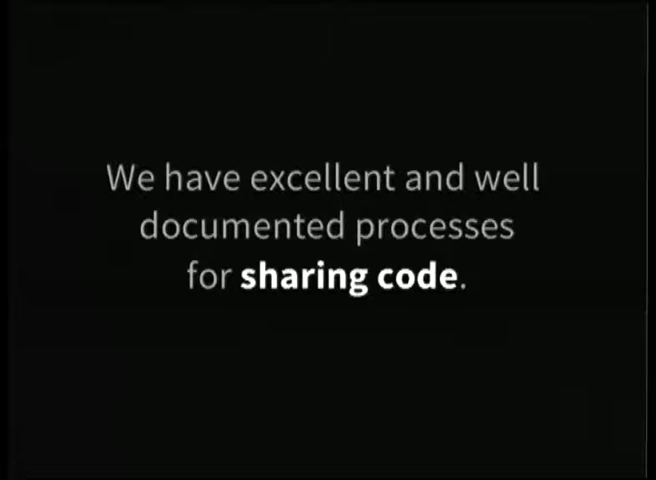 We have excellent and well
documented processes
for sharing code.